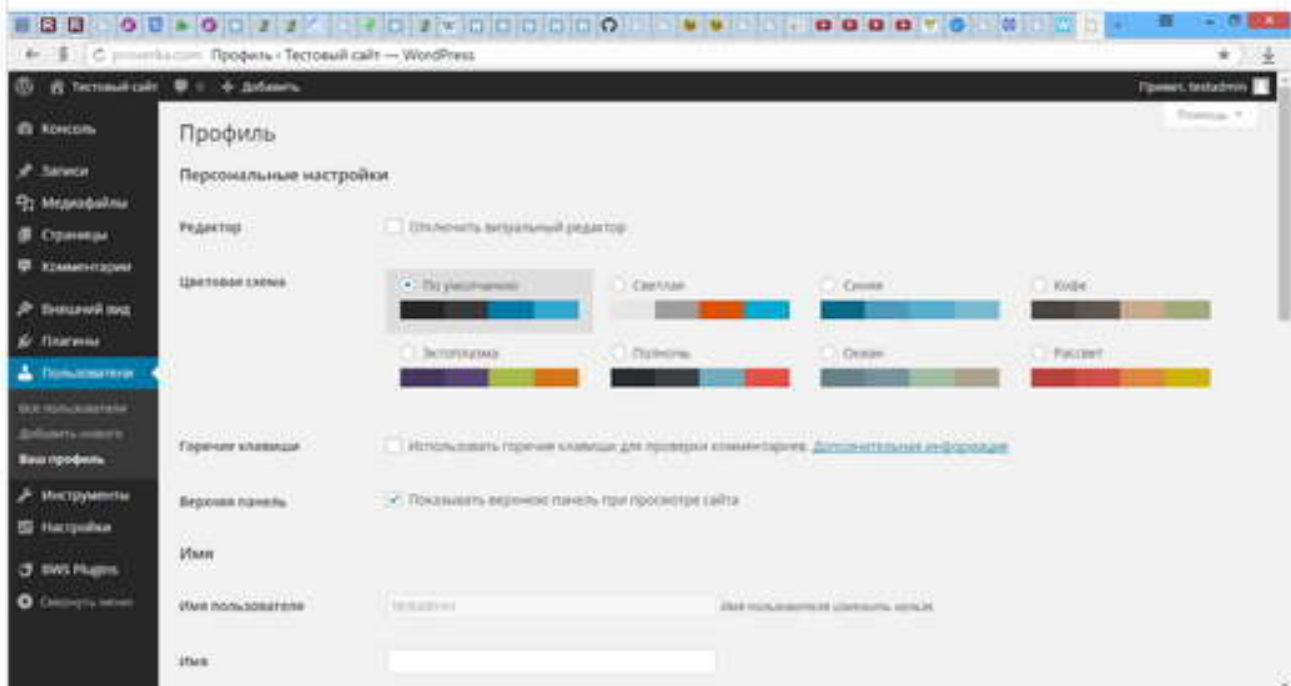 Профиль ‹ Тестовый сайт — WordPress
Тестовый сайт
Добавить
Привет, testadmin
Помощь
Консоль
Записи
Медиафайлы
Страницы
Комментарии
Внешний вид
Плагины
Пользователи
Все пользователи
Добавить нового
Ваш профиль
Инструменты
Настройки
BWS Plugins
Свернуть меню
Профиль
Персональные настройки
Редактор
Отключить визуальный редактор
Цветовая схема
По умолчанию
Светлая
Синяя
Кофе
Эктоплазма
Полночь
Океан
Рассвет
Горячие клавиши
Использовать горячие клавиши для проверки комментариев. Дополнительная информация
Верхняя панель
Показывать верхнюю панель при просмотре сайта
Имя
Имя пользователя
testadmin
Имя пользователя изменить нельзя.
Имя